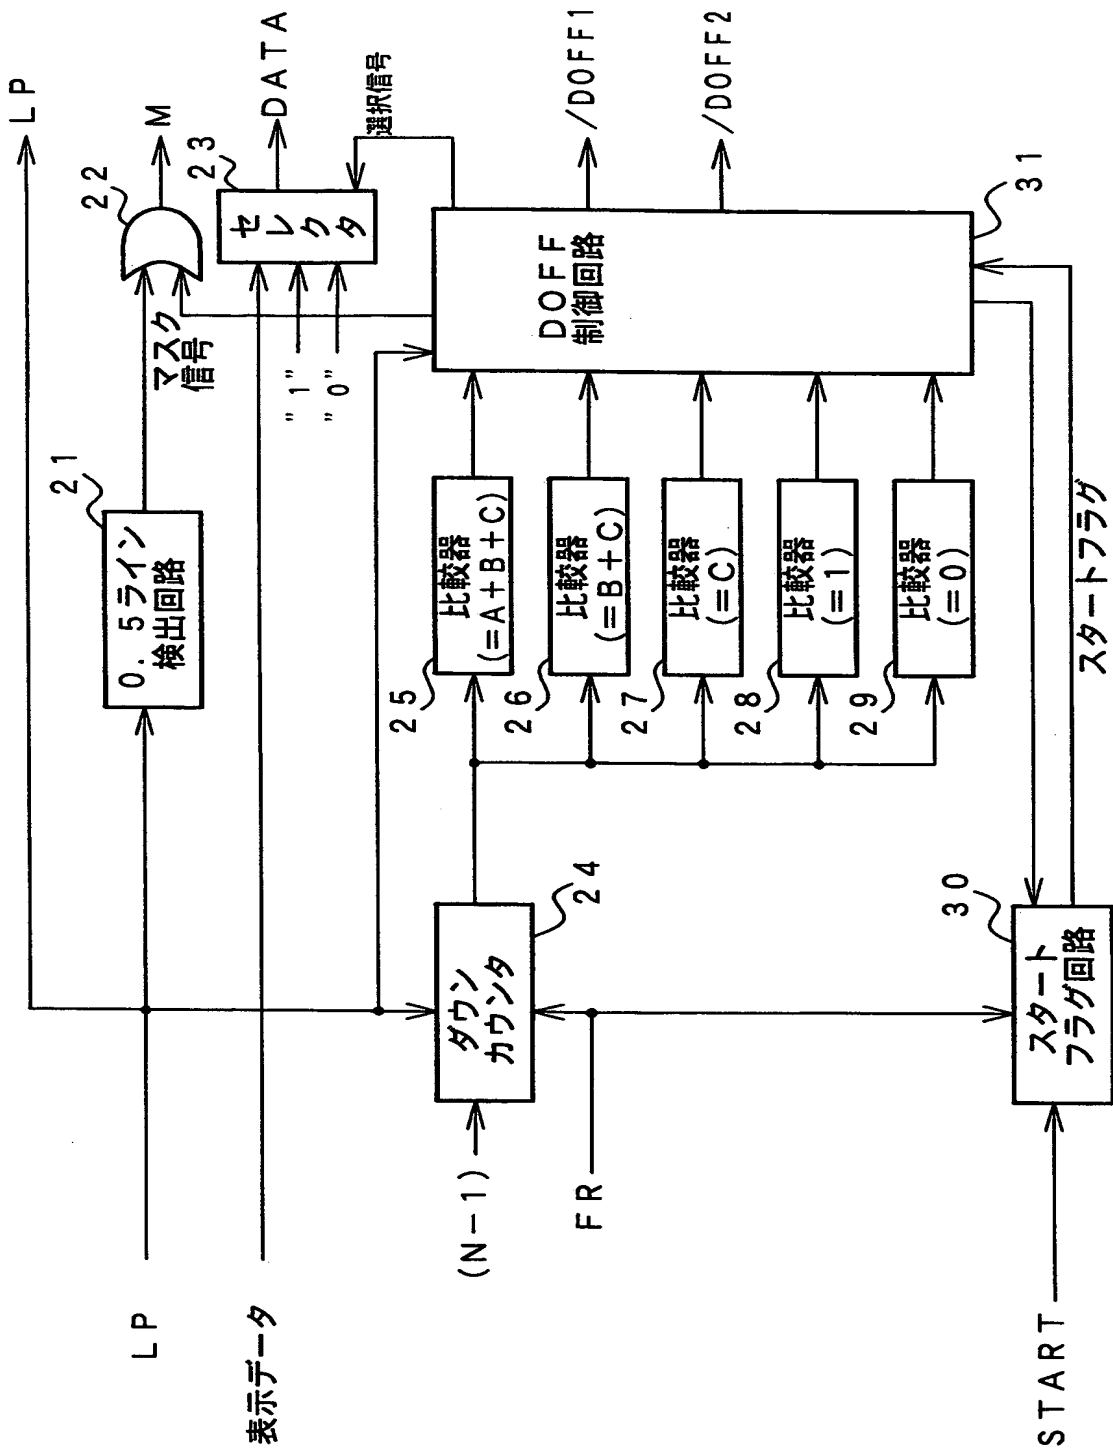 LP
LP
0.5ライン
検出回路
21
マスク
信号
22
M
表示データ
"1"
"0"
セレクタ
23
DATA
選択信号
(N-1)
FR
ダウン
カウンタ
24
25
比較器
(=A+B+C)
26
比較器
(=B+C)
27
比較器
(=C)
28
比較器
(=1)
29
比較器
(=0)
DOFF
制御回路
31
/DOFF1
/DOFF2
START
スタート
フラグ回路
30
スタートフラグ